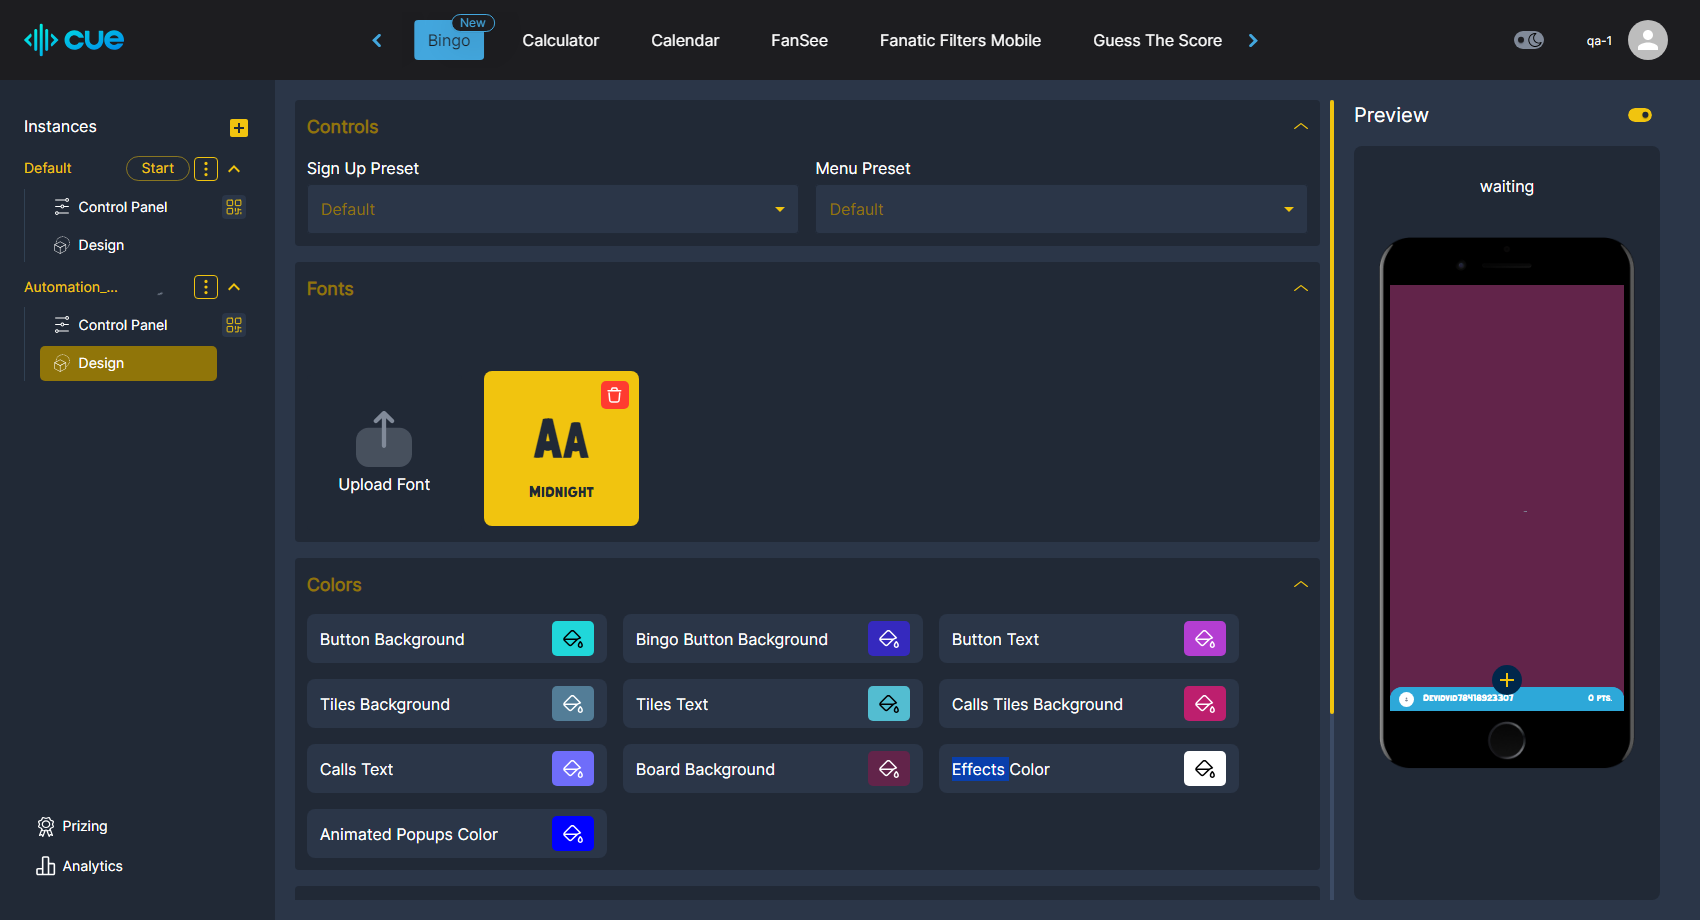 cue
Bingo
New
Calculator
Calendar
FanSee
Fanatic Filters Mobile
Guess The Score
qa-1
Instances
Default
Start
Control Panel
Design
Automation_...
Control Panel
Design
Prizing
Analytics
Controls
Sign Up Preset
Menu Preset
Default
Default
Fonts
Upload Font
AA
MIDNIGHT
Colors
Button Background
Bingo Button Background
Button Text
Tiles Background
Tiles Text
Calls Tiles Background
Calls Text
Board Background
Effects Color
Animated Popups Color
Preview
waiting
0 PTS.